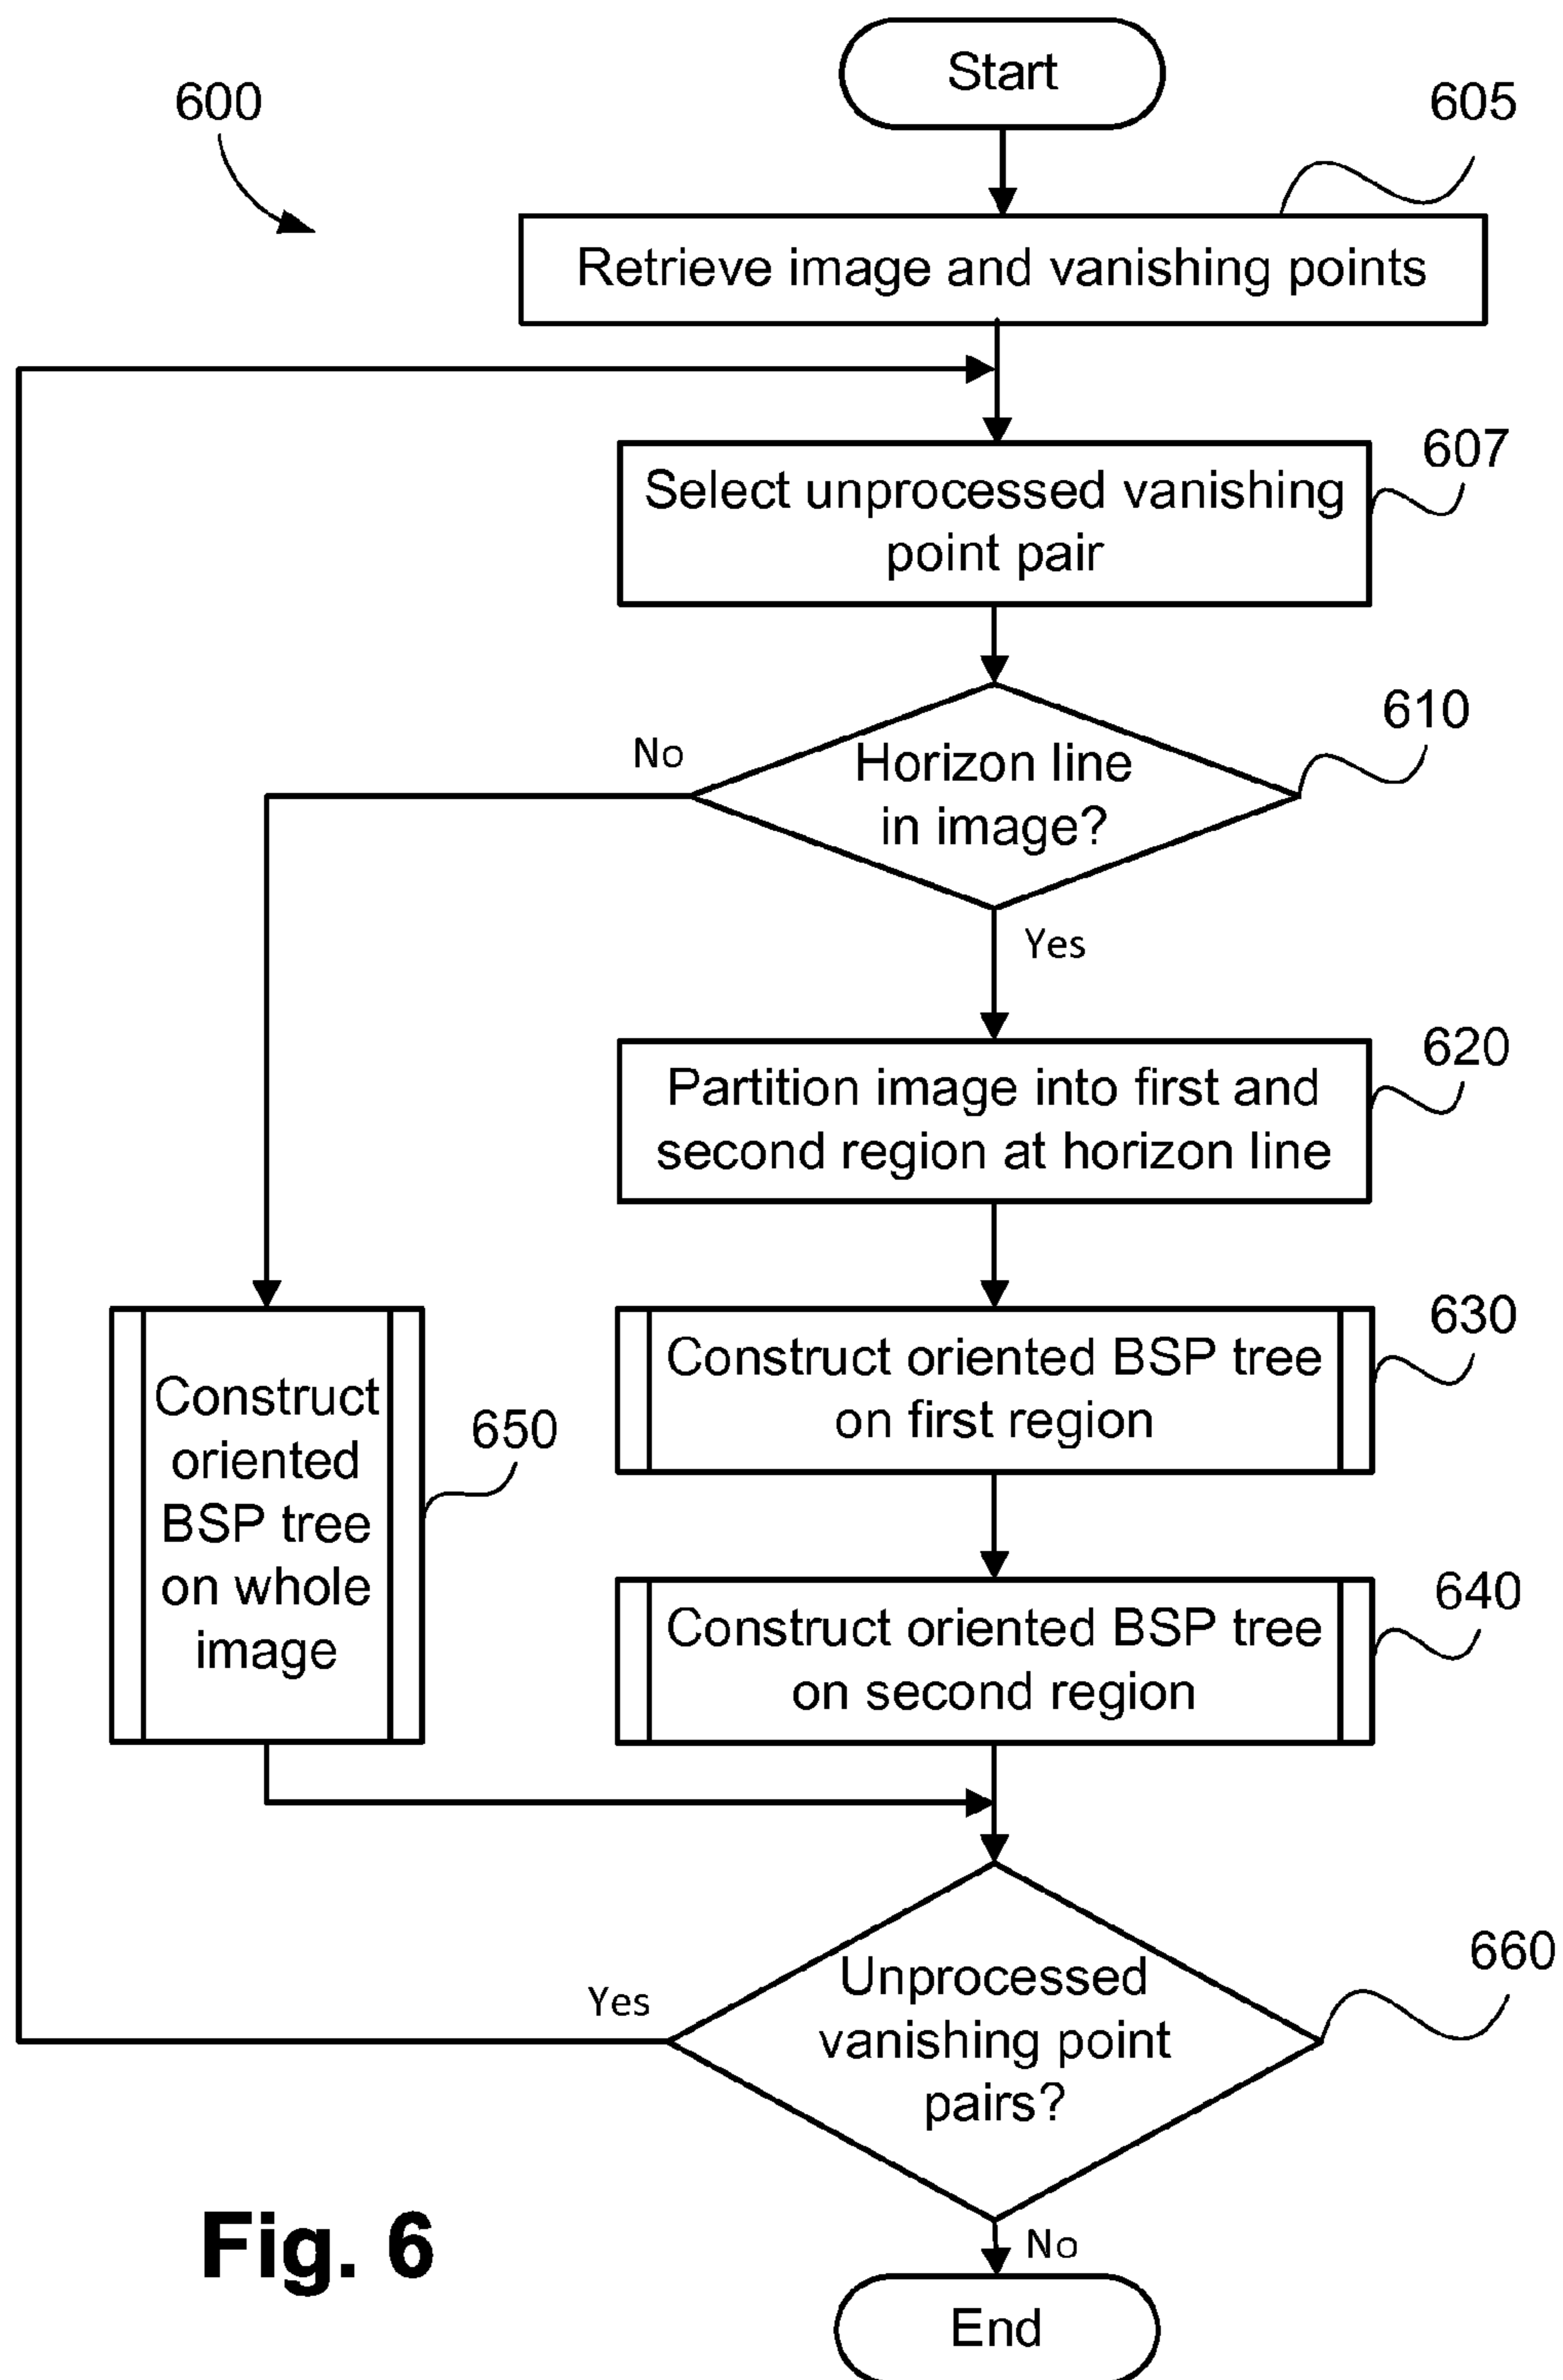 Start
600
605
Retrieve image and vanishing points
607
Select unprocessed vanishing
point pair
610
No
Horizon line
in image?
Yes
620
Partition image into first and
second region at horizon line
630
Construct oriented BSP tree
on first region
Construct
oriented
BSP tree
on whole
image
650
640
Construct oriented BSP tree
on second region
660
Yes
Unprocessed
vanishing point
pairs?
No
Fig. 6
End